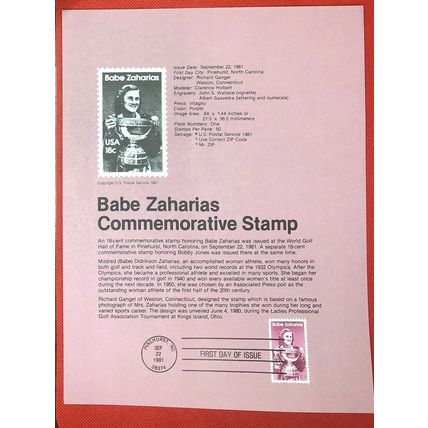 Babe Zaharias
USA
18c
Copyright U.S. Postal Service 1981
Issue Date: September 22, 1981
First Day City: Pinehurst, North Carolina
Designer: Richard Gangel
Weston, Connecticut
Modeler: Clarence Holbert
Engravers: John S. Wallace (vignette)
Albert Saavedra (lettering and numerals)
Press: Intaglio
Color: Purple
Image Area: .84 x 1.44 inches or
21.3 x 36.5 millimeters
Plate Numbers: One
Stamps Per Pane: 50
Selvage: © U.S. Postal Service 1981
Use Correct ZIP Code
Mr. ZIP
Babe Zaharias
Commemorative Stamp
An 18-cent commemorative stamp honoring Babe Zaharias was issued at the World Golf
Hall of Fame in Pinehurst, North Carolina, on September 22, 1981. A separate 18-cent
commemorative stamp honoring Bobby Jones was issued there at the same time.
Mildred (Babe) Didrikson Zaharias, an accomplished woman athlete, won many honors in
both golf and track and field, including two world records at the 1932 Olympics. After the
Olympics, she became a professional athlete and excelled in many sports. She began her
championship record in golf in 1940 and won every available women's title at least once
during the next decade. In 1950, she was chosen by an Associated Press poll as the
outstanding woman athlete of the first half of the 20th century.
Richard Gangel of Weston, Connecticut, designed the stamp which is based on a famous
photograph of Mrs. Zaharias holding one of the many trophies she won during her long and
varied sports career. The design was unveiled June 4, 1980, during the Ladies Professional
Golf Association Tournament at Kings Island, Ohio.
PINEHURST, NC
SEP
22
1981
28374
FIRST DAY OF ISSUE
Babe Zaharias